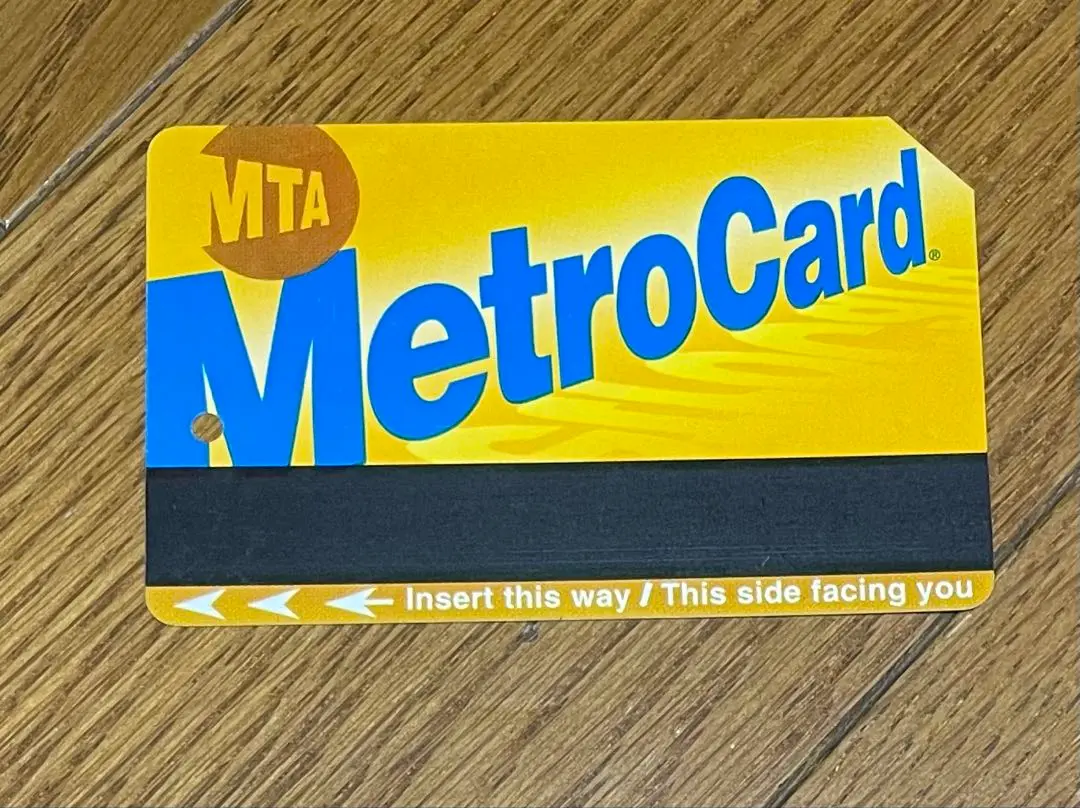 MTA
MetroCard®
Insert this way / This side facing you